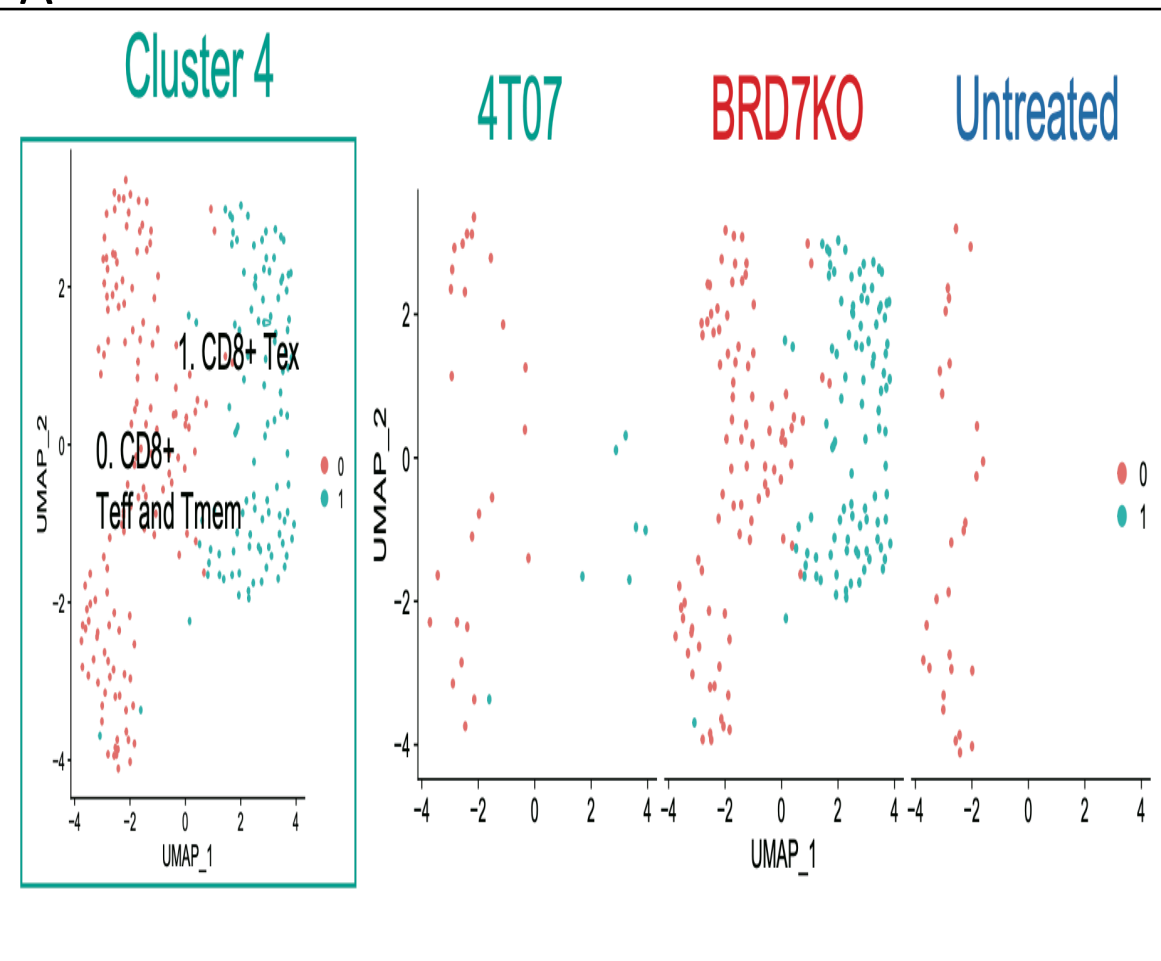 Cluster 4
4T07
BRD7KO
Untreated
UMAP_2
2
0
−2
−4
1. CD8+ Tex
0. CD8+
Teff and Tmem
0
1
−4 −2 0 2 4
UMAP_1
UMAP_2
2
0
−2
−4
−4 −2 0 2 4
−4 −2 0 2 4
−4 −2 0 2 4
UMAP_1
0
1